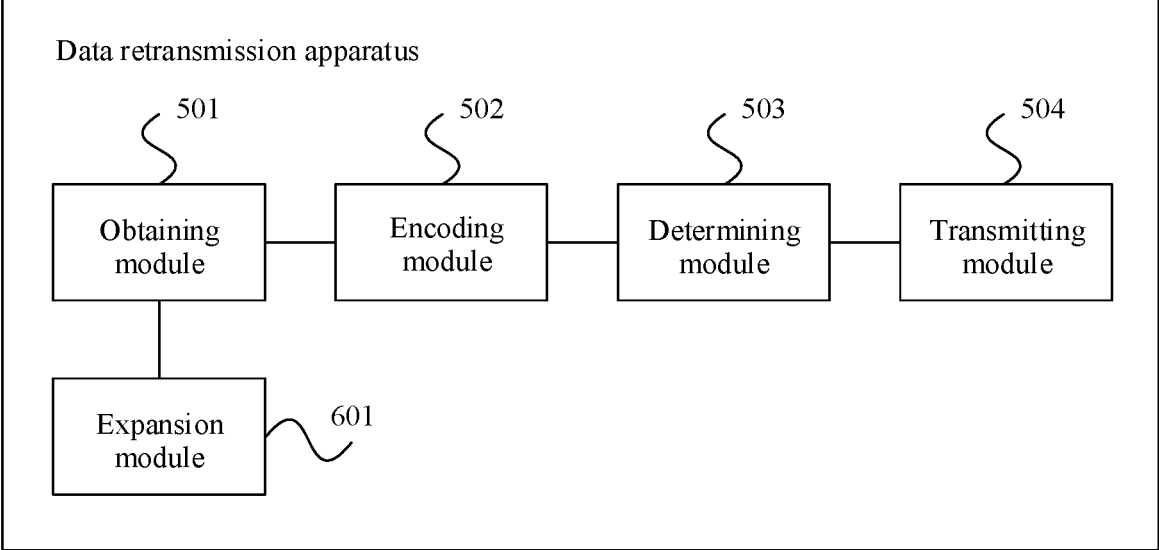 Data retransmission apparatus
501
502
503
504
Obtaining
module
Encoding
module
Determining
module
Transmitting
module
Expansion
module
601